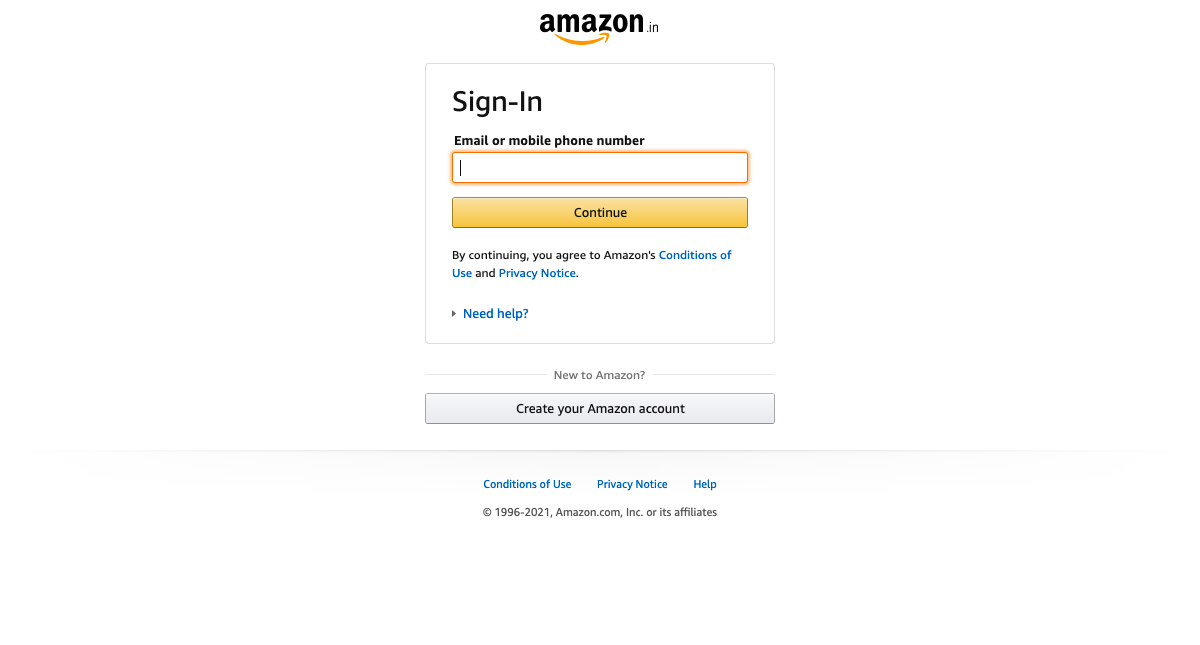 amazon.in
Sign-In
Email or mobile phone number
Continue
By continuing, you agree to Amazon's Conditions of
Use and Privacy Notice.
Need help?
New to Amazon?
Create your Amazon account
Conditions of Use Privacy Notice Help
© 1996-2021, Amazon.com, Inc. or its affiliates